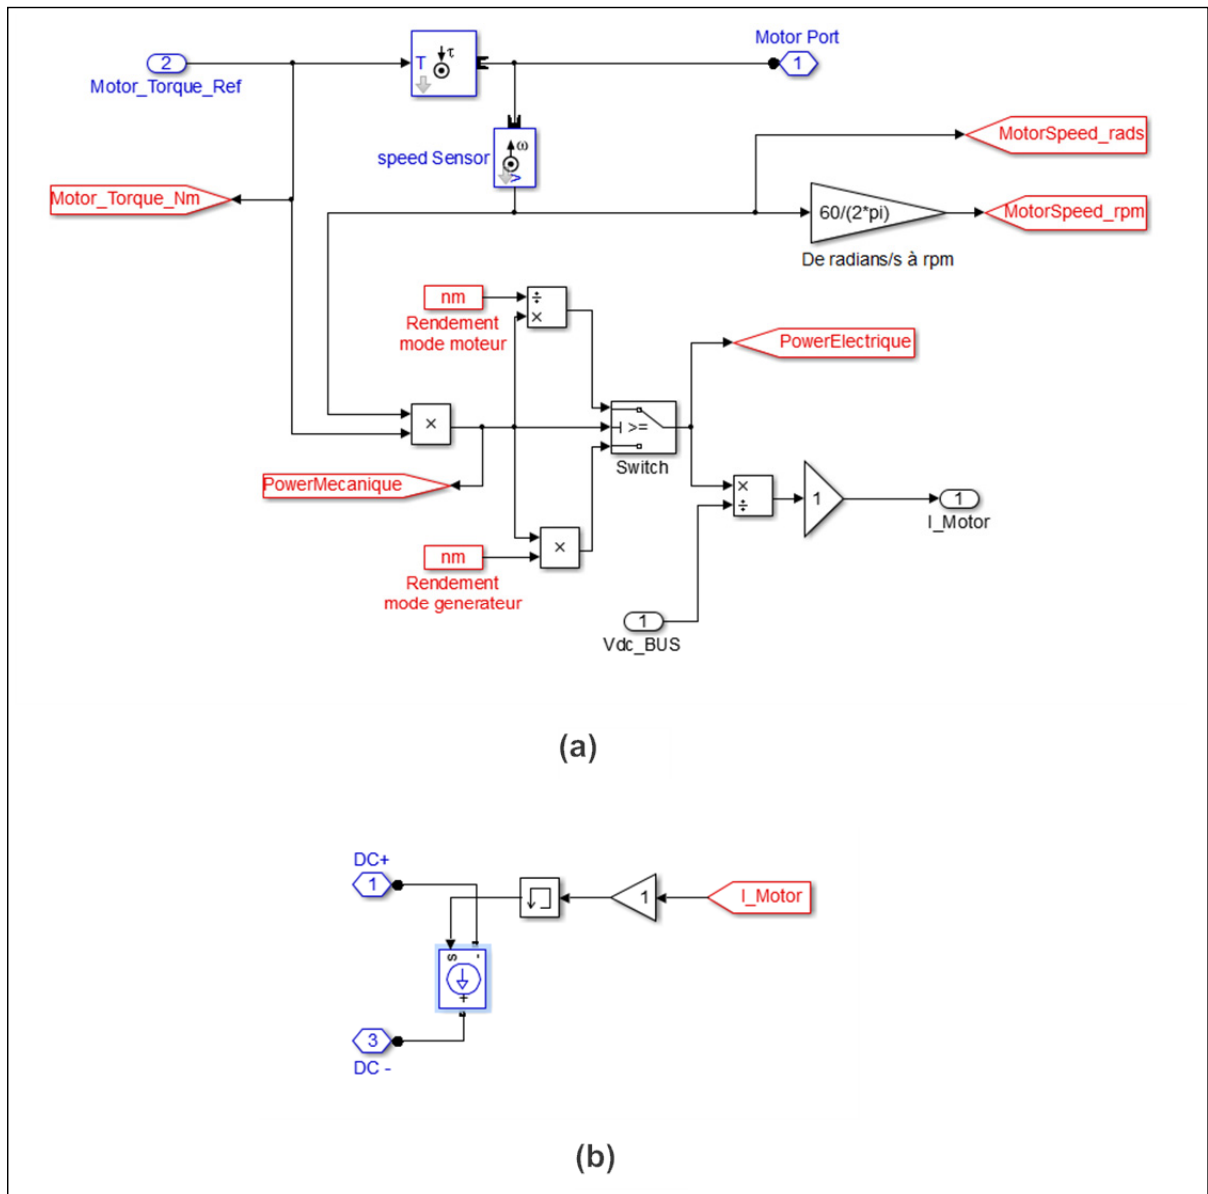 Motor Port
2
T
τ
1
Motor_Torque_Ref
MotorSpeed_rads
speed Sensor
ω
Motor_Torque_Nm
60/(2*pi)
MotorSpeed_rpm
De radians/s à rpm
nm
÷
×
Rendement
mode moteur
PowerElectrique
×
>=
Switch
PowerMecanique
×
÷
1
1
I_Motor
nm
×
Rendement
mode generateur
1
Vdc_BUS
(a)
DC+
1
1
I_Motor
s
-
+
3
DC -
(b)